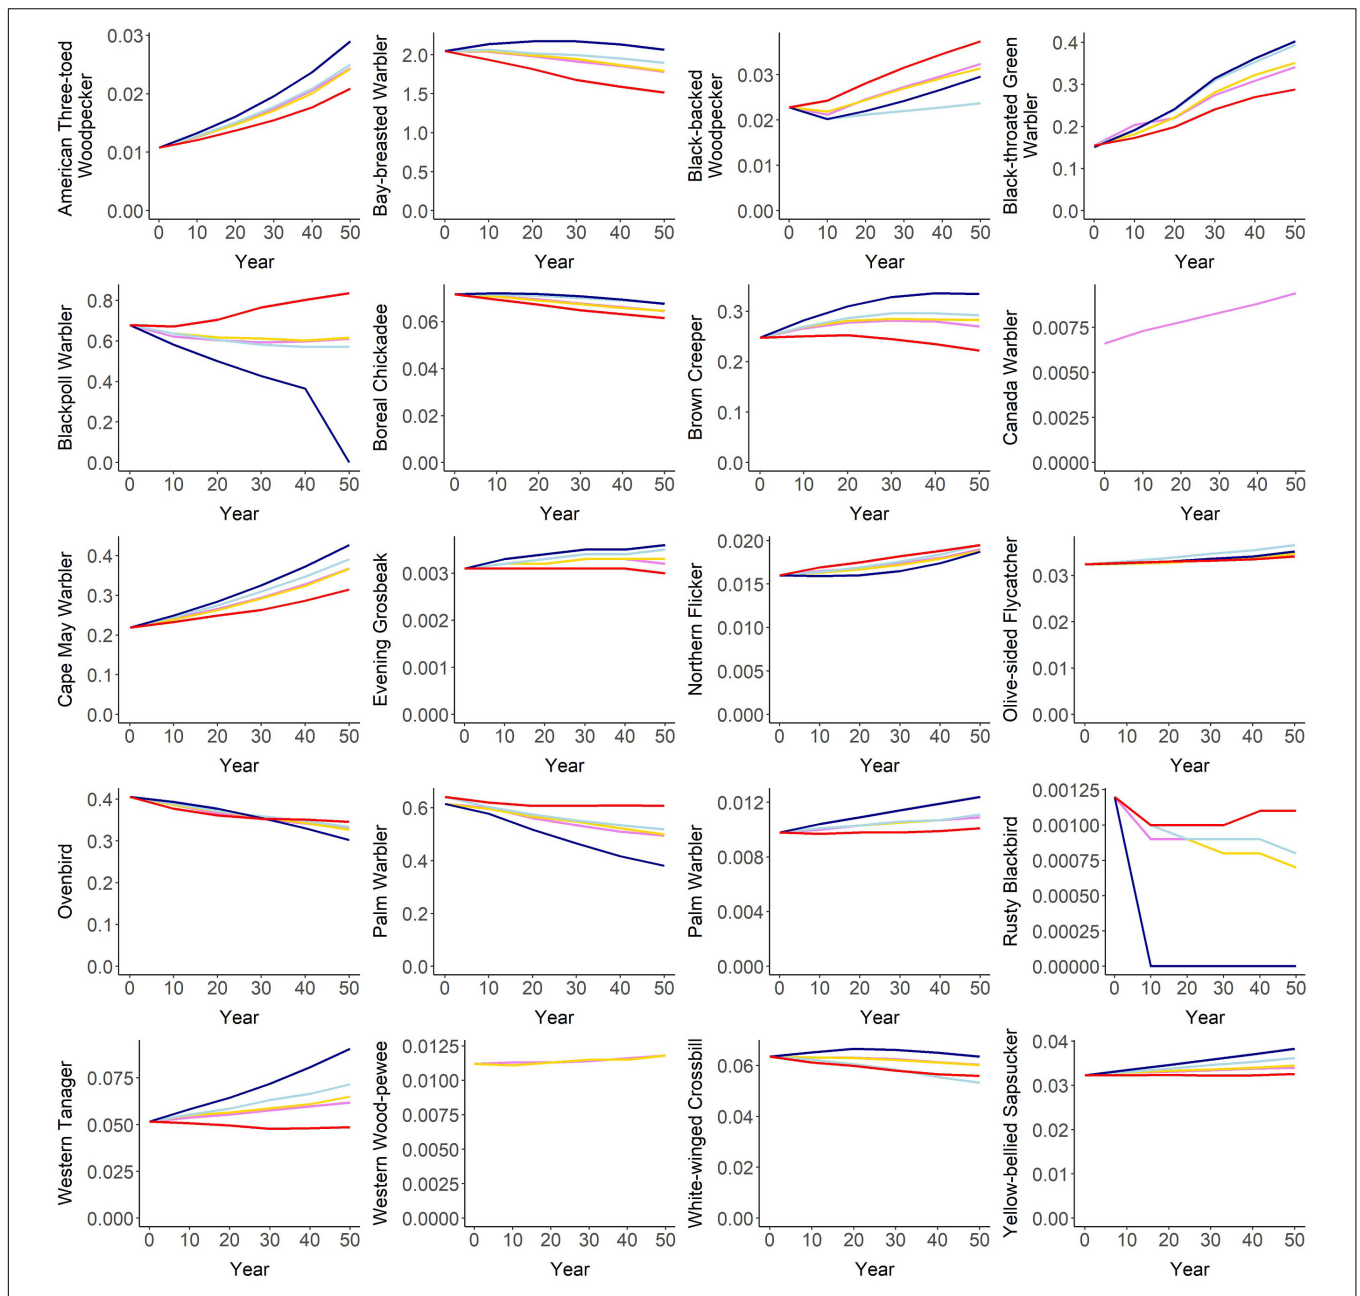 American Three-toed
Woodpecker
0.03
0.02
0.01
0.00
0 10 20 30 40 50
Year
Bay-breasted Warbler
2.0
1.5
1.0
0.5
0.0
0 10 20 30 40 50
Year
Black-backed
Woodpecker
0.03
0.02
0.01
0.00
0 10 20 30 40 50
Year
Black-throated Green
Warbler
0.4
0.3
0.2
0.1
0.0
0 10 20 30 40 50
Year
Blackpoll Warbler
0.8
0.6
0.4
0.2
0.0
0 10 20 30 40 50
Year
Boreal Chickadee
0.06
0.04
0.02
0.00
0 10 20 30 40 50
Year
Brown Creeper
0.3
0.2
0.1
0.0
0 10 20 30 40 50
Year
Canada Warbler
0.0075
0.0050
0.0025
0.0000
0 10 20 30 40 50
Year
Cape May Warbler
0.4
0.3
0.2
0.1
0.0
0 10 20 30 40 50
Year
Evening Grosbeak
0.003
0.002
0.001
0.000
0 10 20 30 40 50
Year
Northern Flicker
0.020
0.015
0.010
0.005
0.000
0 10 20 30 40 50
Year
Olive-sided Flycatcher
0.03
0.02
0.01
0.00
0 10 20 30 40 50
Year
Ovenbird
0.4
0.3
0.2
0.1
0.0
0 10 20 30 40 50
Year
Palm Warbler
0.6
0.4
0.2
0.0
0 10 20 30 40 50
Year
Palm Warbler
0.012
0.008
0.004
0.000
0 10 20 30 40 50
Year
Rusty Blackbird
0.00125
0.00100
0.00075
0.00050
0.00025
0.00000
0 10 20 30 40 50
Year
Western Tanager
0.075
0.050
0.025
0.000
0 10 20 30 40 50
Year
Western Wood-pewee
0.0125
0.0100
0.0075
0.0050
0.0025
0.0000
0 10 20 30 40 50
Year
White-winged Crossbill
0.06
0.04
0.02
0.00
0 10 20 30 40 50
Year
Yellow-bellied Sapsucker
0.04
0.03
0.02
0.01
0.00
0 10 20 30 40 50
Year